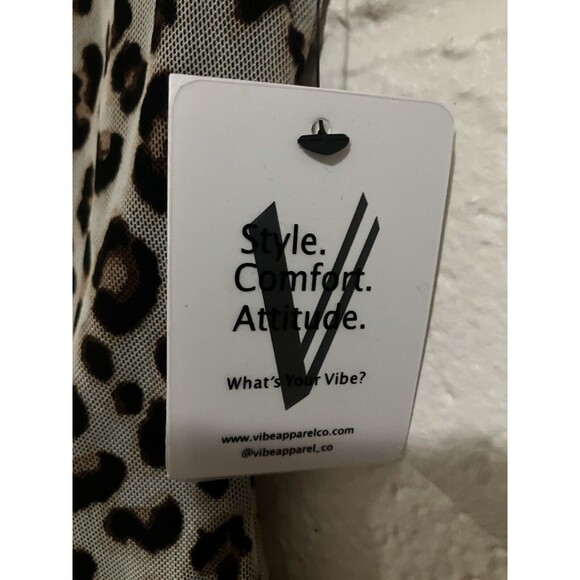 Style.
Comfort.
Attitude.
What's Your Vibe?
www.vibeapparelco.com
@vibeapparel_co